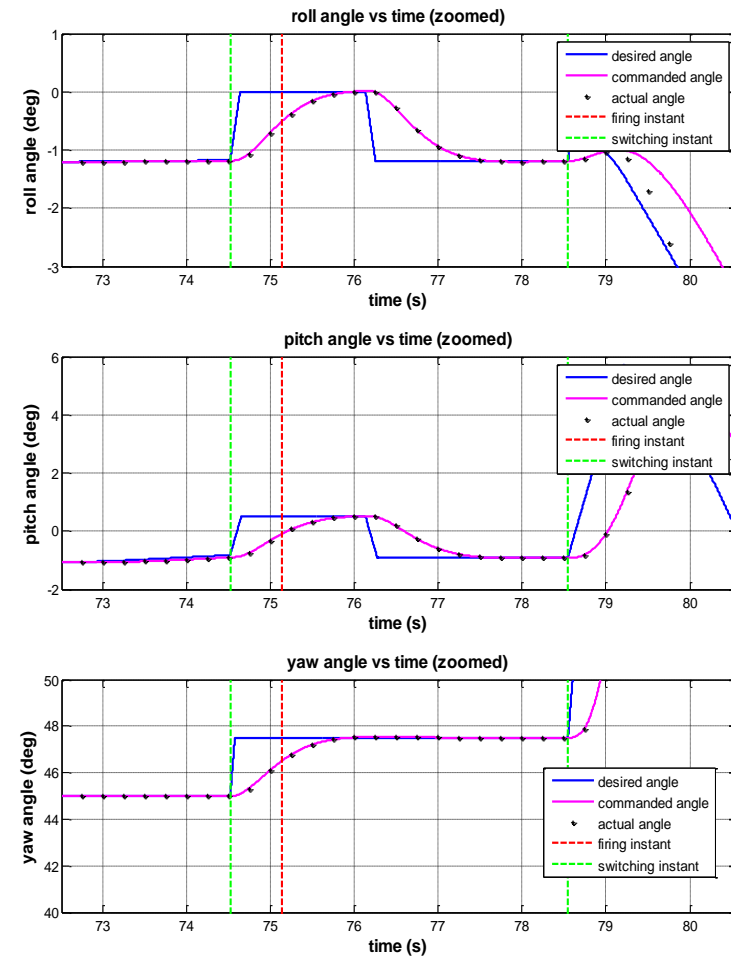 roll angle vs time (zoomed)
1
0
-1
-2
-3
roll angle (deg)
desired angle
commanded angle
actual angle
firing instant
switching instant
73 74 75 76 77 78 79 80
time (s)
pitch angle vs time (zoomed)
6
4
2
0
-2
pitch angle (deg)
desired angle
commanded angle
actual angle
firing instant
switching instant
73 74 75 76 77 78 79 80
time (s)
yaw angle vs time (zoomed)
50
48
46
44
42
40
yaw angle (deg)
desired angle
commanded angle
actual angle
firing instant
switching instant
73 74 75 76 77 78 79 80
time (s)